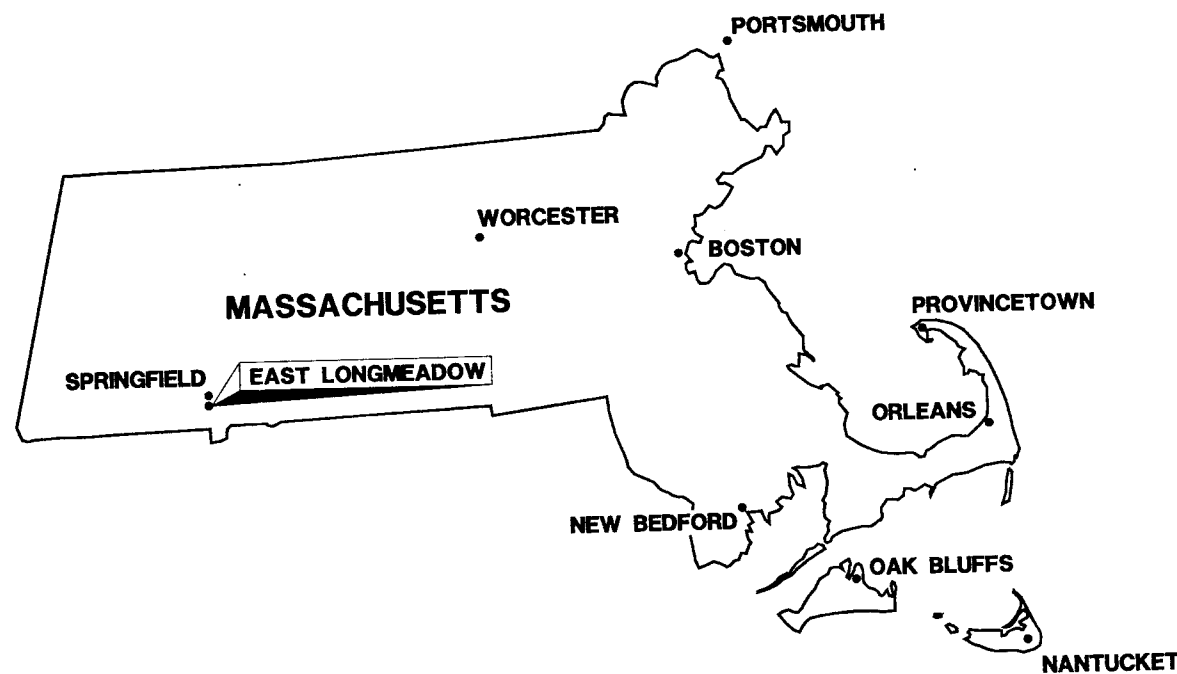 PORTSMOUTH
WORCESTER
BOSTON
MASSACHUSETTS
PROVINCETOWN
SPRINGFIELD
EAST LONGMEADOW
ORLEANS
NEW BEDFORD
OAK BLUFFS
NANTUCKET